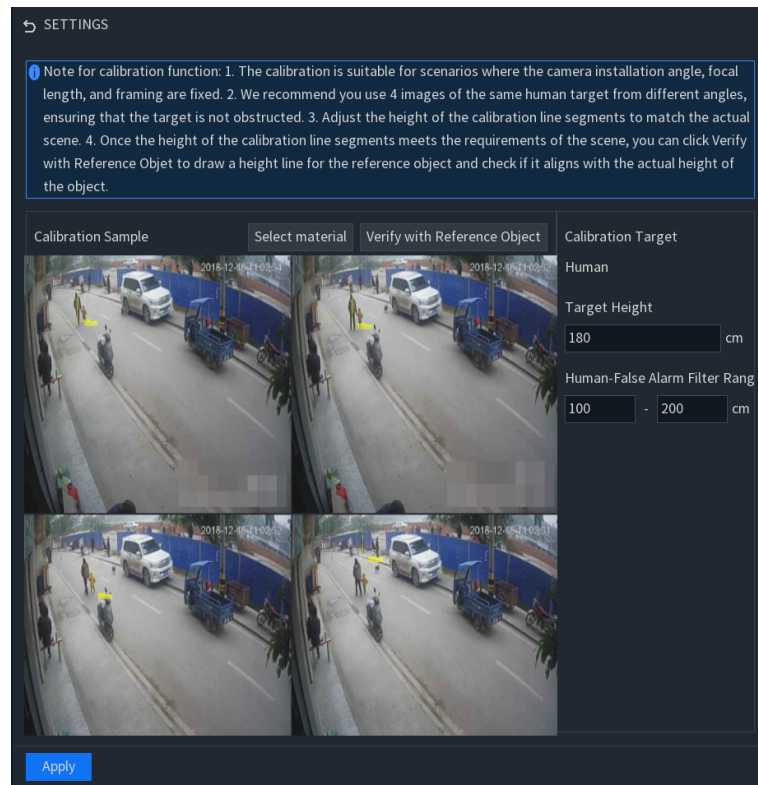 SETTINGS
Note for calibration function: 1. The calibration is suitable for scenarios where the camera installation angle, focal
length, and framing are fixed. 2. We recommend you use 4 images of the same human target from different angles,
ensuring that the target is not obstructed. 3. Adjust the height of the calibration line segments to match the actual
scene. 4. Once the height of the calibration line segments meets the requirements of the scene, you can click Verify
with Reference Objet to draw a height line for the reference object and check if it aligns with the actual height of
the object.
Calibration Sample
Select material
Verify with Reference Object
Calibration Target
Human
Target Height
180 cm
Human-False Alarm Filter Rang
100 - 200 cm
Apply